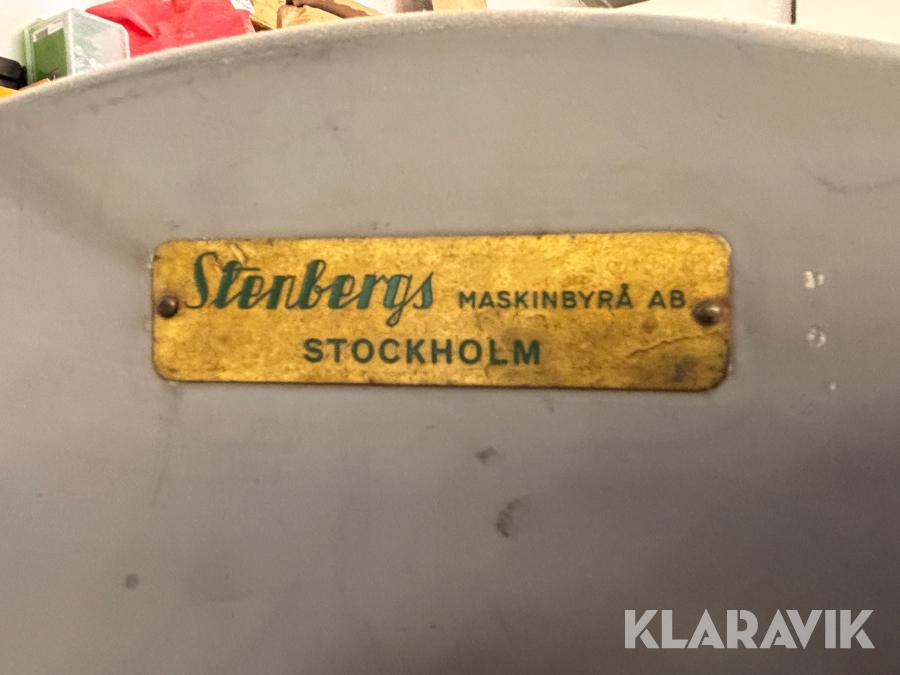 Stenbergs MASKINBYRÅ AB
STOCKHOLM
KLARAVIK